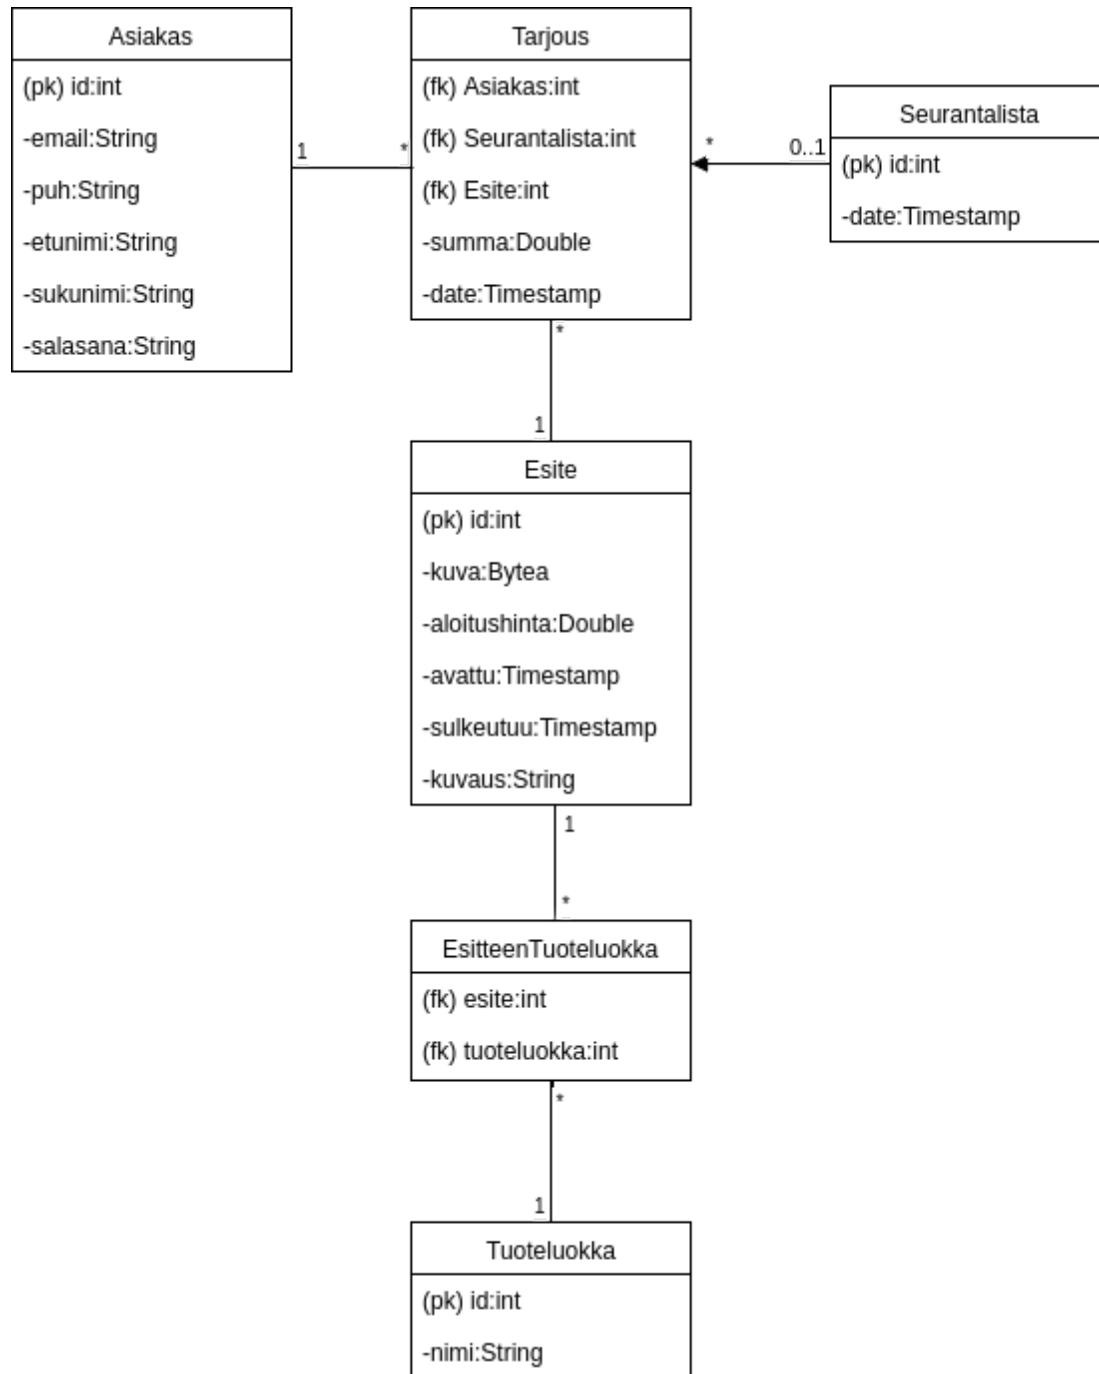 Asiakas
(pk) id:int
-email:String
-puh:String
-etunimi:String
-sukunimi:String
-salasana:String
1
*
Tarjous
(fk) Asiakas:int
(fk) Seurantalista:int
(fk) Esite:int
-summa:Double
-date:Timestamp
*
0..1
Seurantalista
(pk) id:int
-date:Timestamp
*
1
Esite
(pk) id:int
-kuva:Bytea
-aloitushinta:Double
-avattu:Timestamp
-sulkeutuu:Timestamp
-kuvaus:String
1
*
EsitteenTuoteluokka
(fk) esite:int
(fk) tuoteluokka:int
*
1
Tuoteluokka
(pk) id:int
-nimi:String